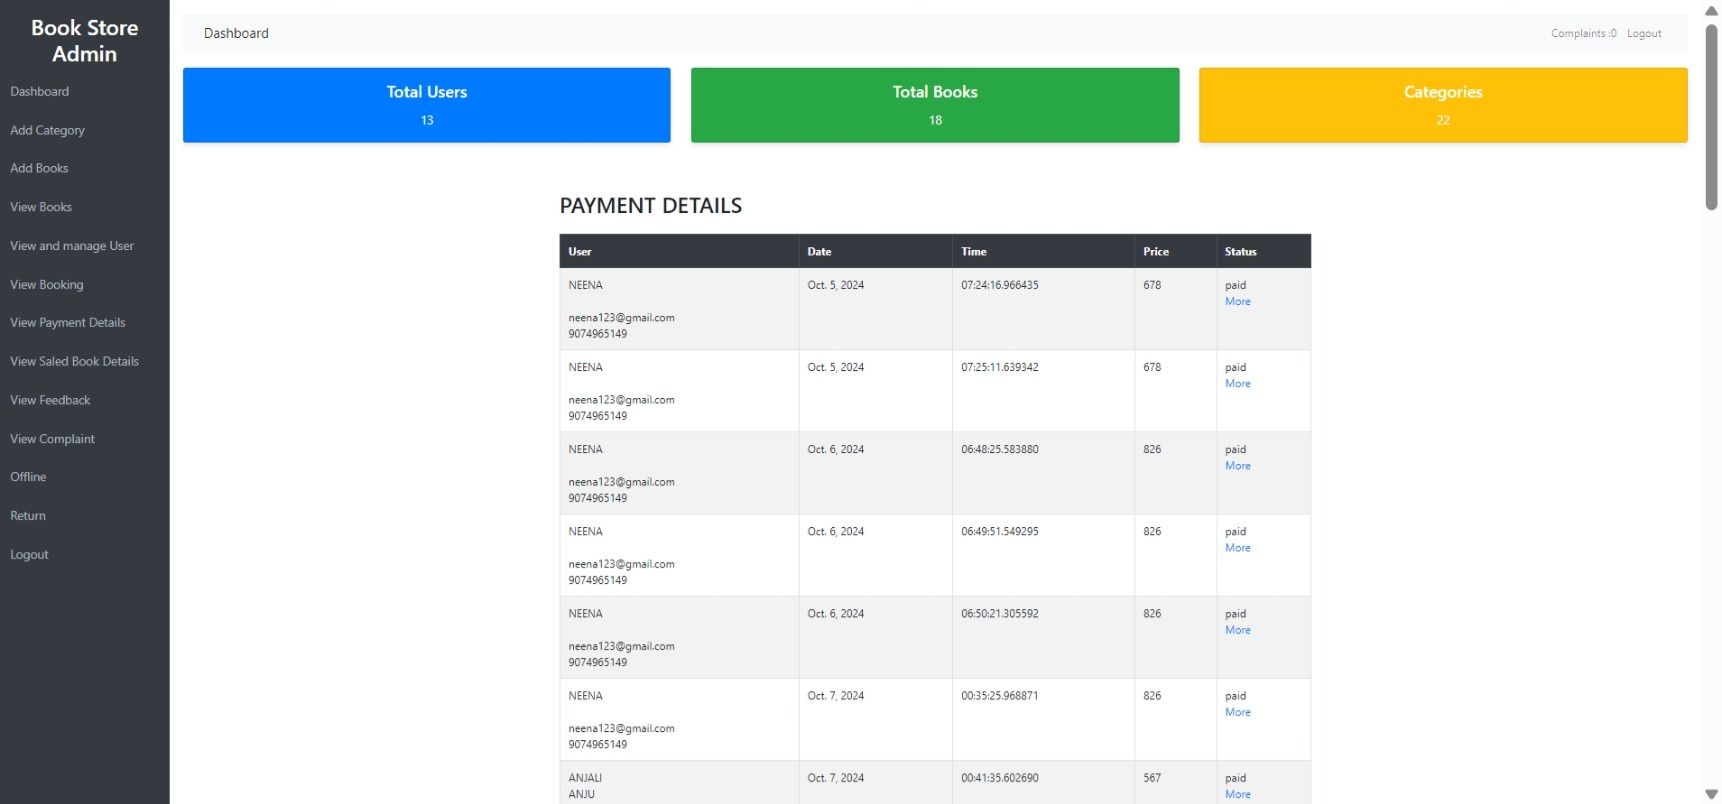 Book Store
Admin
Dashboard
Add Category
Add Books
View Books
View and manage User
View Booking
View Payment Details
View Saled Book Details
View Feedback
View Complaint
Offline
Return
Logout
Dashboard
Complaints :0 Logout
Total Users
13
Total Books
18
Categories
22
PAYMENT DETAILS
User Date Time Price Status
NEENA Oct. 5, 2024 07:24:16.966435 678 paid
More
neena123@gmail.com
9074965149
NEENA Oct. 5, 2024 07:25:11.639342 678 paid
More
neena123@gmail.com
9074965149
NEENA Oct. 6, 2024 06:48:25.583880 826 paid
More
neena123@gmail.com
9074965149
NEENA Oct. 6, 2024 06:49:51.549295 826 paid
More
neena123@gmail.com
9074965149
NEENA Oct. 6, 2024 06:50:21.305592 826 paid
More
neena123@gmail.com
9074965149
NEENA Oct. 7, 2024 00:35:25.968871 826 paid
More
neena123@gmail.com
9074965149
ANJALI Oct. 7, 2024 00:41:35.602690 567 paid
ANJU More